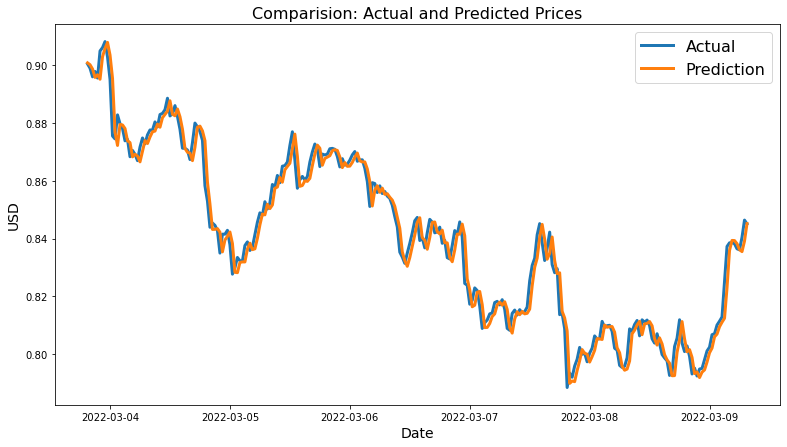 Comparision: Actual and Predicted Prices
Actual
Prediction
0.90
0.88
0.86
0.84
0.82
0.80
USD
2022-03-04 2022-03-05 2022-03-06 2022-03-07 2022-03-08 2022-03-09
Date